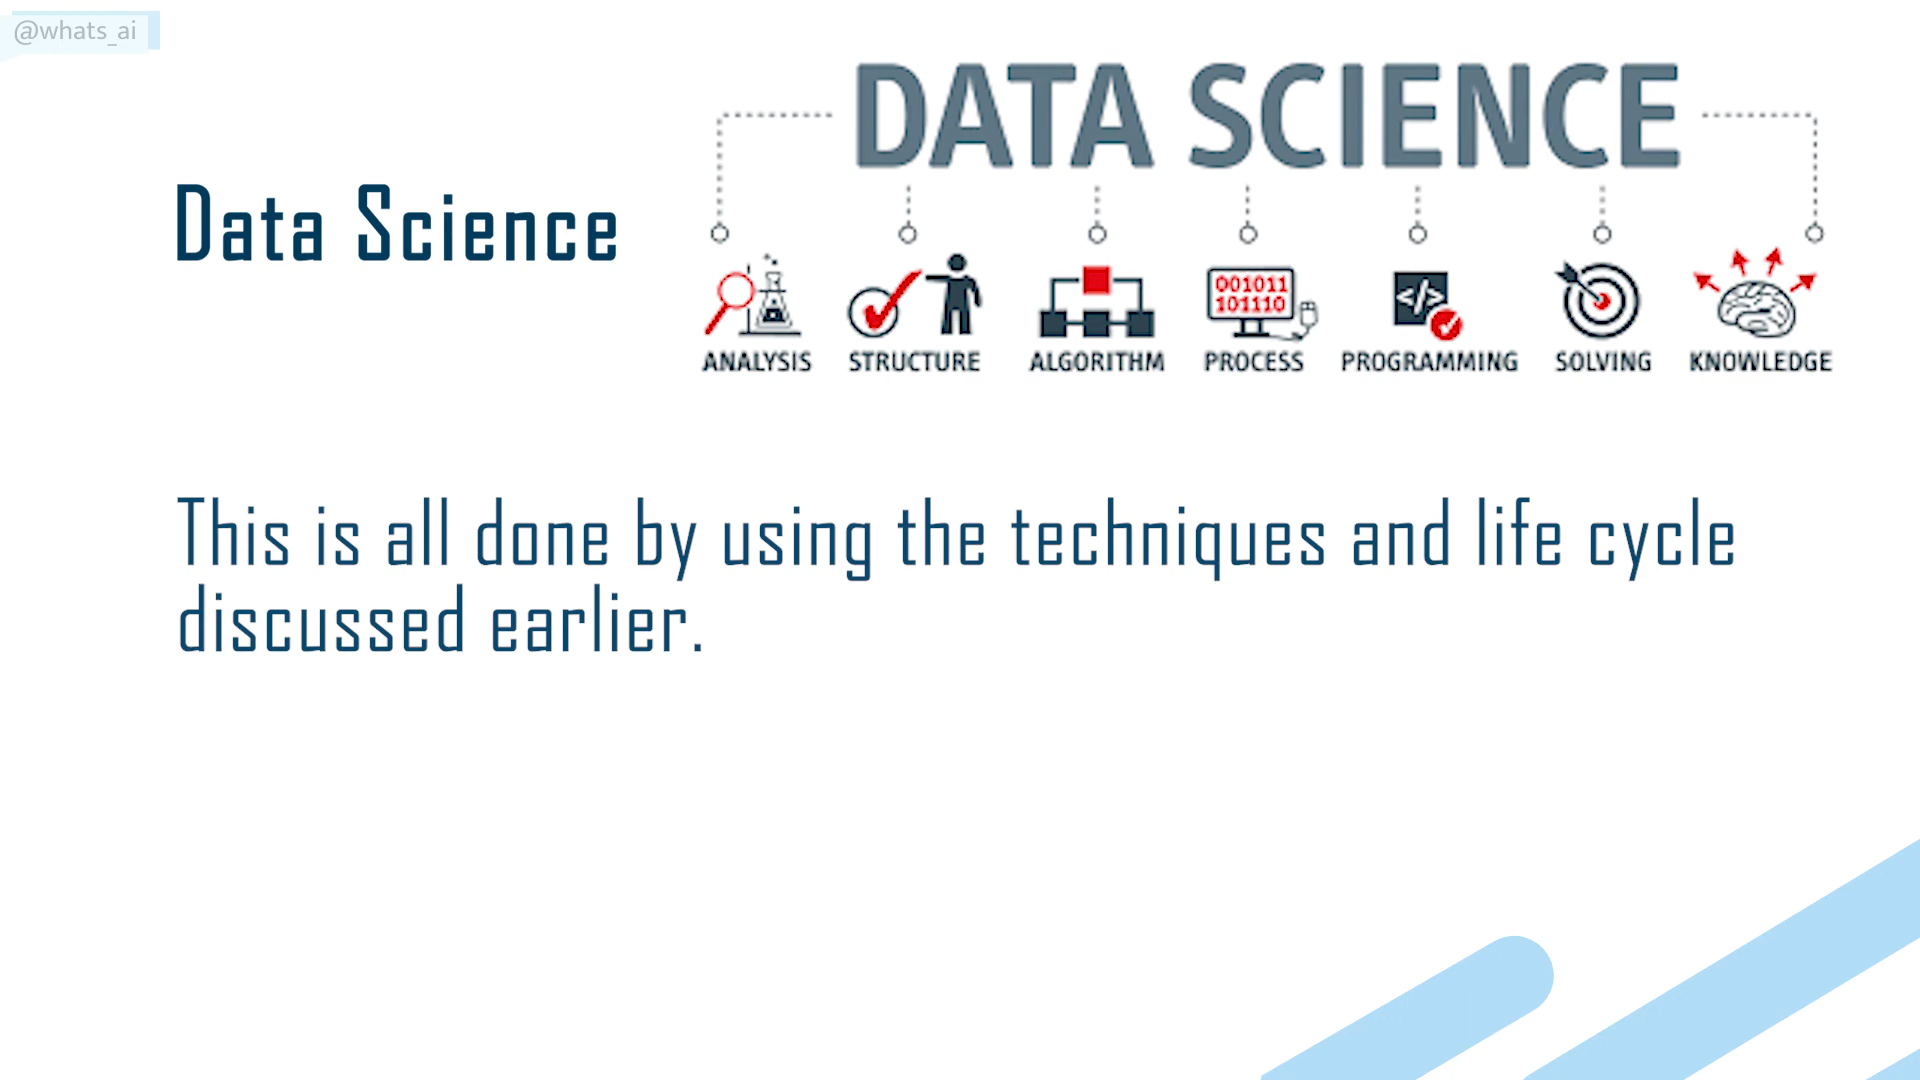 @whats_ai
DATA SCIENCE
Data Science
001011
101110
</>
ANALYSIS STRUCTURE ALGORITHM PROCESS PROGRAMMING SOLVING KNOWLEDGE
This is all done by using the techniques and life cycle
discussed earlier.